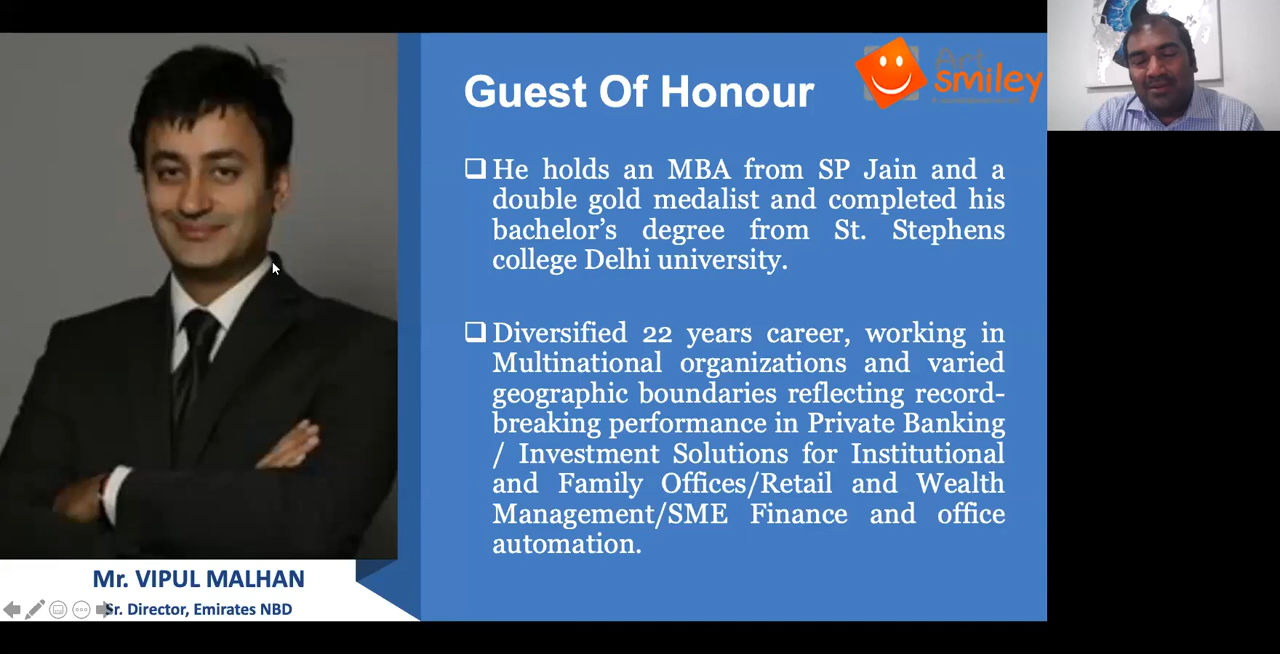 Guest Of Honour
Art
smiley
He holds an MBA from SP Jain and a
double gold medalist and completed his
bachelor’s degree from St. Stephens
college Delhi university.
Diversified 22 years career, working in
Multinational organizations and varied
geographic boundaries reflecting record-
breaking performance in Private Banking
/ Investment Solutions for Institutional
and Family Offices/Retail and Wealth
Management/SME Finance and office
automation.
Mr. VIPUL MALHAN
Sr. Director, Emirates NBD